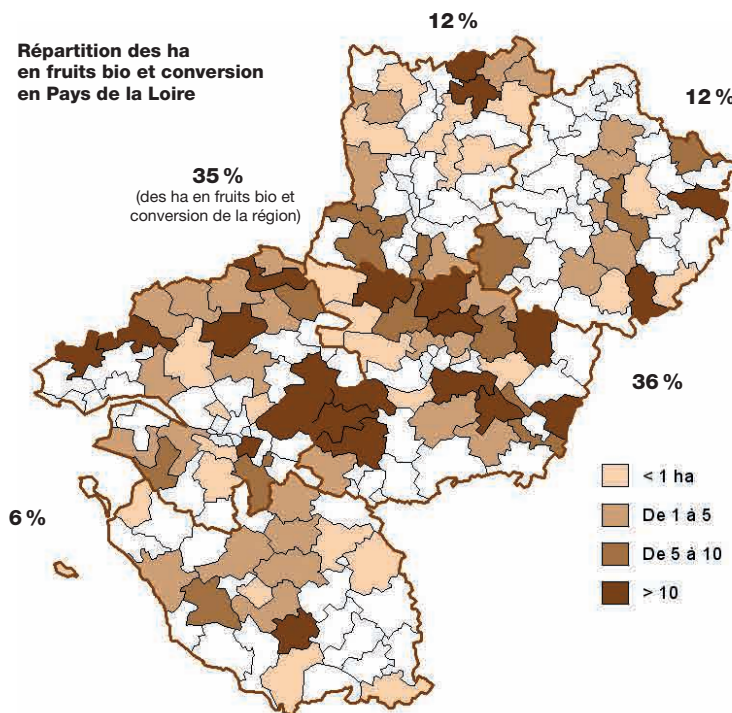 12 %
Répartition des ha
en fruits bio et conversion
en Pays de la Loire
12 %
35 %
(des ha en fruits bio et
conversion de la région)
36 %
6 %
< 1 ha
De 1 à 5
De 5 à 10
> 10